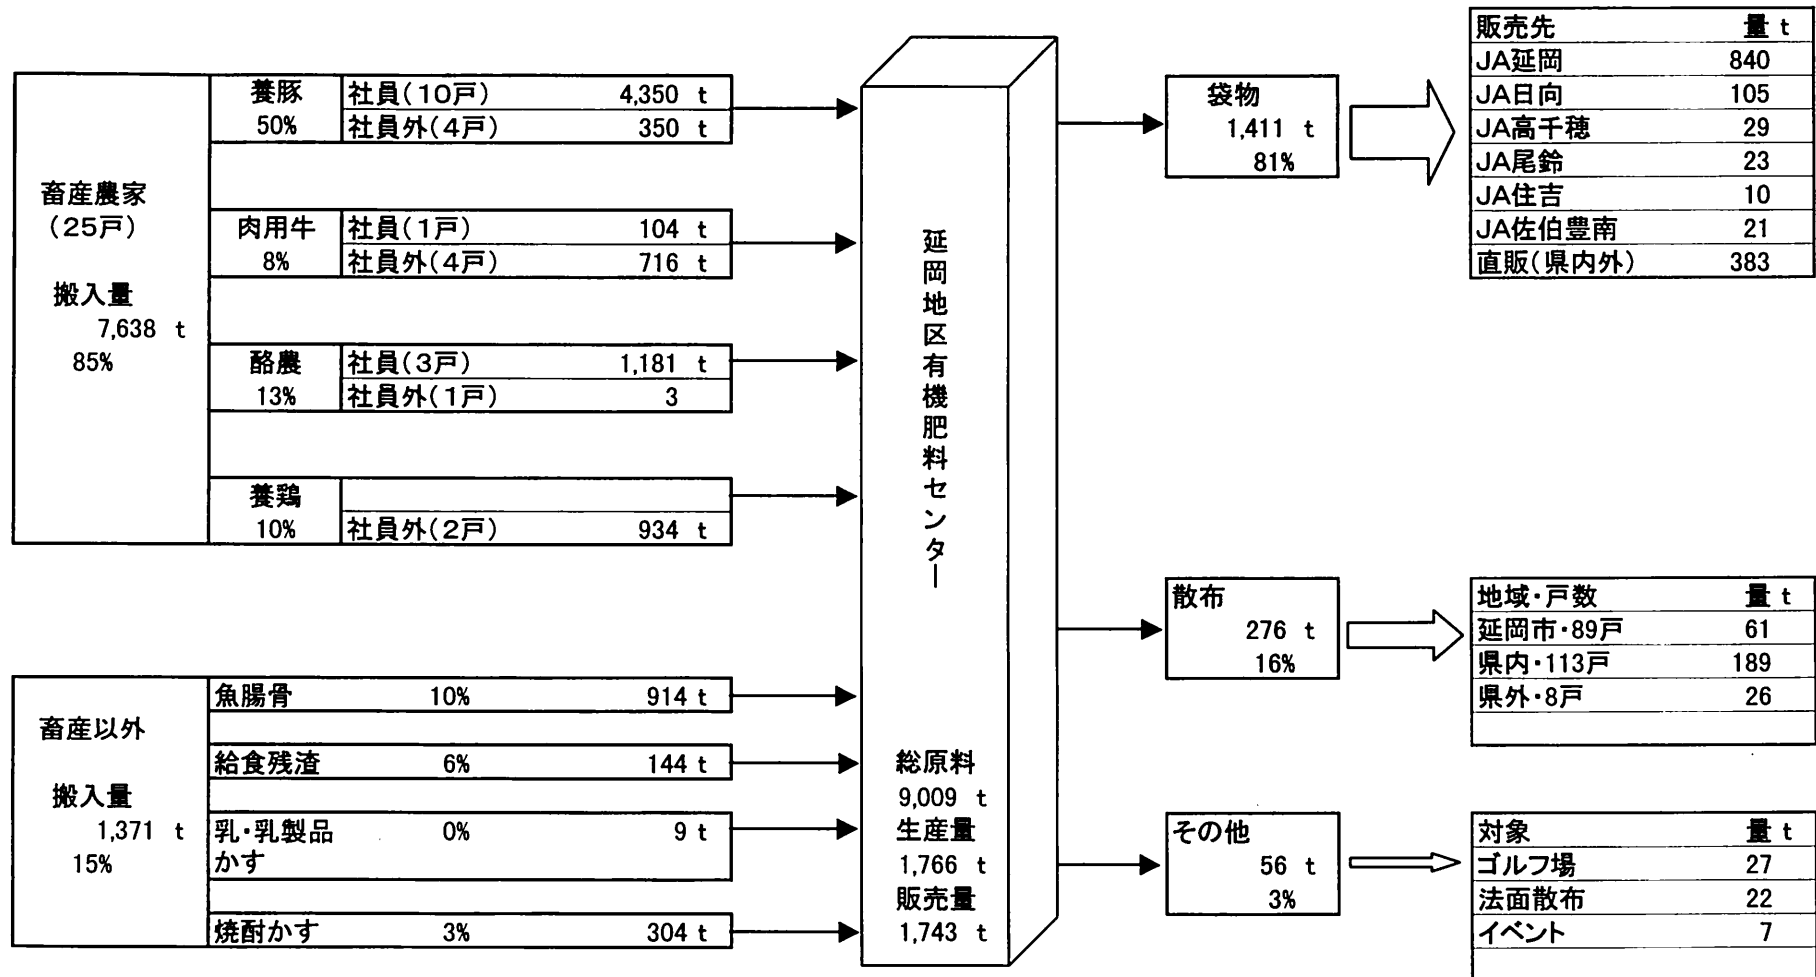 畜産農家
(25戸)
搬入量
7,638 t
85%
養豚
50%
社員(10戸) 4,350 t
社員外(4戸) 350 t
肉用牛
8%
社員(1戸) 104 t
社員外(4戸) 716 t
酪農
13%
社員(3戸) 1,181 t
社員外(1戸) 3
養鶏
10%
社員外(2戸) 934 t
畜産以外
搬入量
1,371 t
15%
魚腸骨 10% 914 t
給食残渣 6% 144 t
乳・乳製品 0% 9 t
かす
焼酎かす 3% 304 t
延岡地区有機肥料センター
総原料
9,009 t
生産量
1,766 t
販売量
1,743 t
袋物
1,411 t
81%
販売先 量 t
JA延岡 840
JA日向 105
JA高千穂 29
JA尾鈴 23
JA住吉 10
JA佐伯豊南 21
直販(県内外) 383
散布
276 t
16%
地域・戸数 量 t
延岡市・89戸 61
県内・113戸 189
県外・8戸 26
その他
56 t
3%
対象 量 t
ゴルフ場 27
法面散布 22
イベント 7